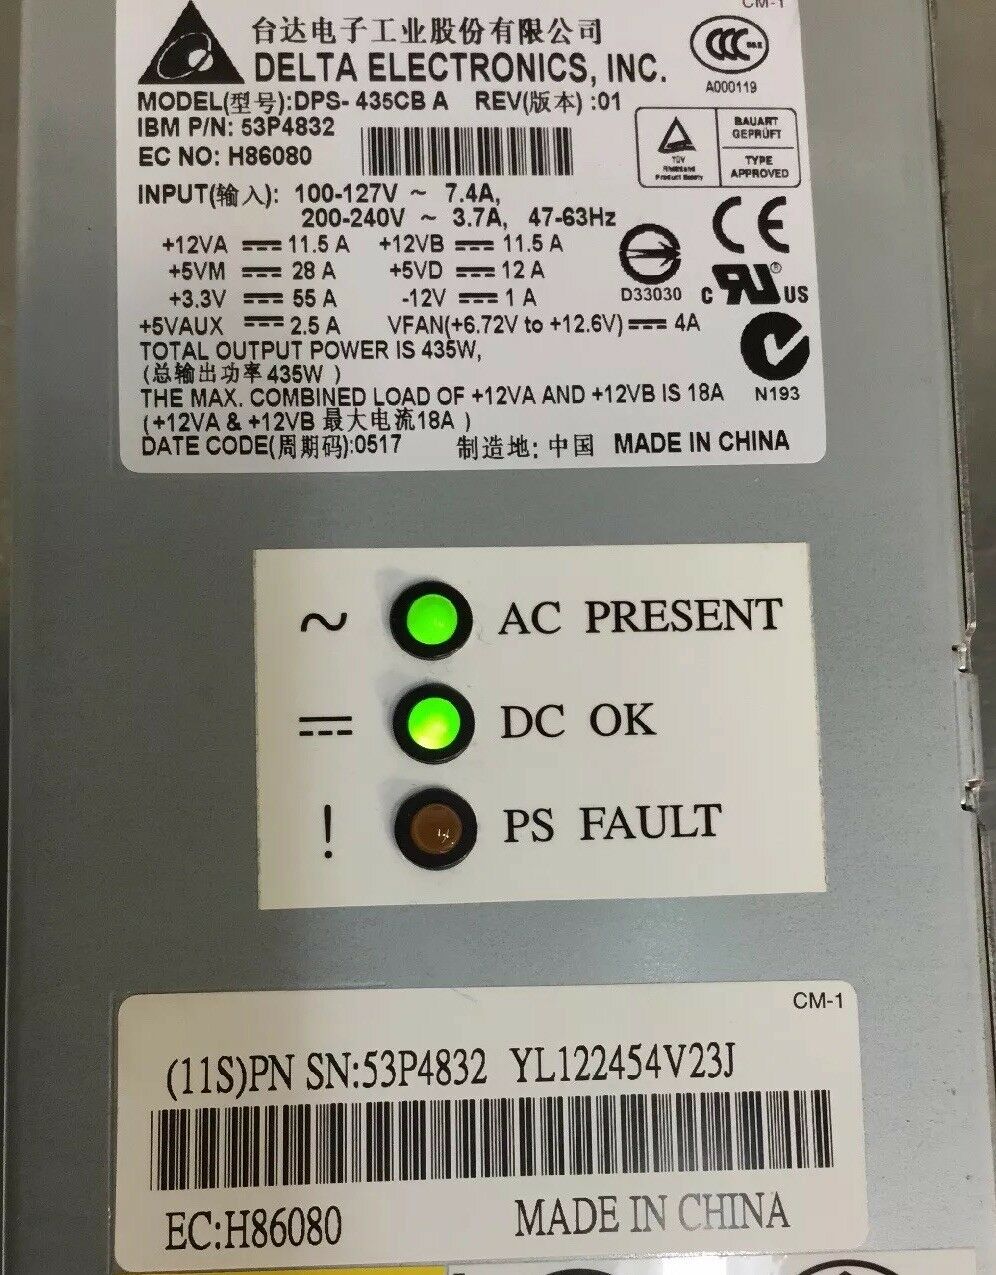 CM-1
台达电子工业股份有限公司
DELTA ELECTRONICS, INC.
MODEL(型号):DPS- 435CB A REV(版本) :01
IBM P/N: 53P4832
EC NO: H86080
A000119
BAUART
GEPRÜFT
TYPE
APPROVED
TÜV
Rheinland
Product Safety
INPUT(输入): 100-127V ~ 7.4A,
200-240V ~ 3.7A, 47-63Hz
+12VA 11.5 A +12VB 11.5 A
+5VM 28 A +5VD 12 A
+3.3V 55 A -12V 1 A
+5VAUX 2.5 A VFAN(+6.72V to +12.6V) 4A
CE
D33030
C US
N193
TOTAL OUTPUT POWER IS 435W,
(总输出功率 435W )
THE MAX. COMBINED LOAD OF +12VA AND +12VB IS 18A
(+12VA & +12VB 最大电流18A )
DATE CODE(周期码):0517 制造地: 中国 MADE IN CHINA
~ AC PRESENT
DC OK
! PS FAULT
CM-1
(11S)PN SN:53P4832 YL122454V23J
EC:H86080 MADE IN CHINA